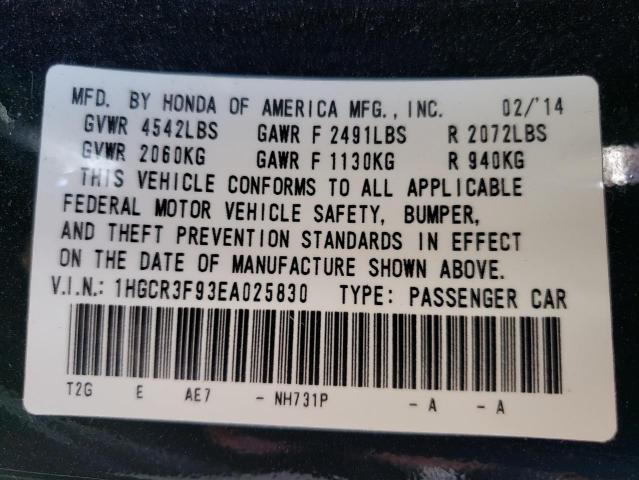 MFD. BY HONDA OF AMERICA MFG., INC. 02/'14
GVWR 4542LBS GAWR F 2491LBS R 2072LBS
GVWR 2060KG GAWR F 1130KG R 940KG
THIS VEHICLE CONFORMS TO ALL APPLICABLE
FEDERAL MOTOR VEHICLE SAFETY, BUMPER,
AND THEFT PREVENTION STANDARDS IN EFFECT
ON THE DATE OF MANUFACTURE SHOWN ABOVE.
V.I.N.: 1HGCR3F93EA025830 TYPE: PASSENGER CAR
T2G E AE7 - NH731P - A - A